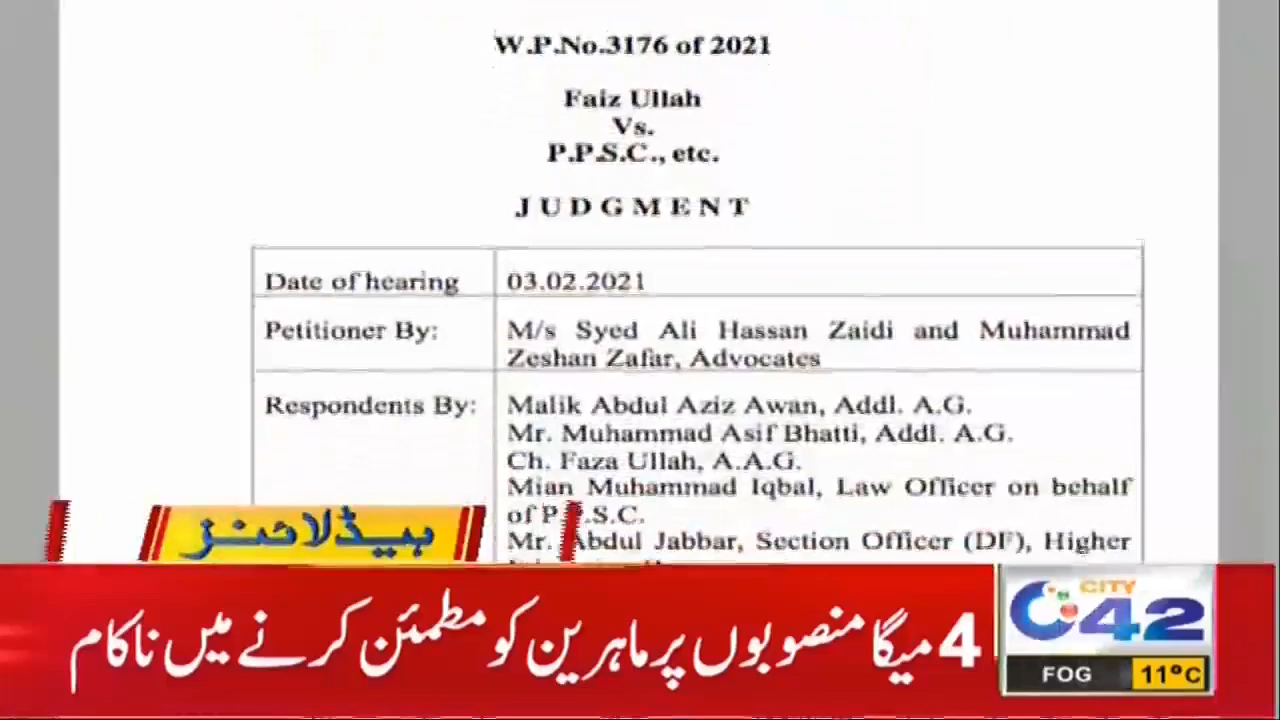 W.P.No.3176 of 2021
Faiz Ullah
Vs.
P.P.S.C., etc.
JUDGMENT
Date of hearing 03.02.2021
Petitioner By: M/s Syed Ali Hassan Zaidi and Muhammad
Zeshan Zafar, Advocates
Respondents By: Malik Abdul Aziz Awan, Addl. A.G.
Mr. Muhammad Asif Bhatti, Addl. A.G.
Ch. Faza Ullah, A.A.G.
Mian Muhammad Iqbal, Law Officer on behalf
of P.P.S.C.
Mr. Abdul Jabbar, Section Officer (DF), Higher
ہیڈلائنز
4 میگا منصوبوں پر ماہرین کو مطمئن کرنے میں ناکام
CITY
42
FOG 11°C